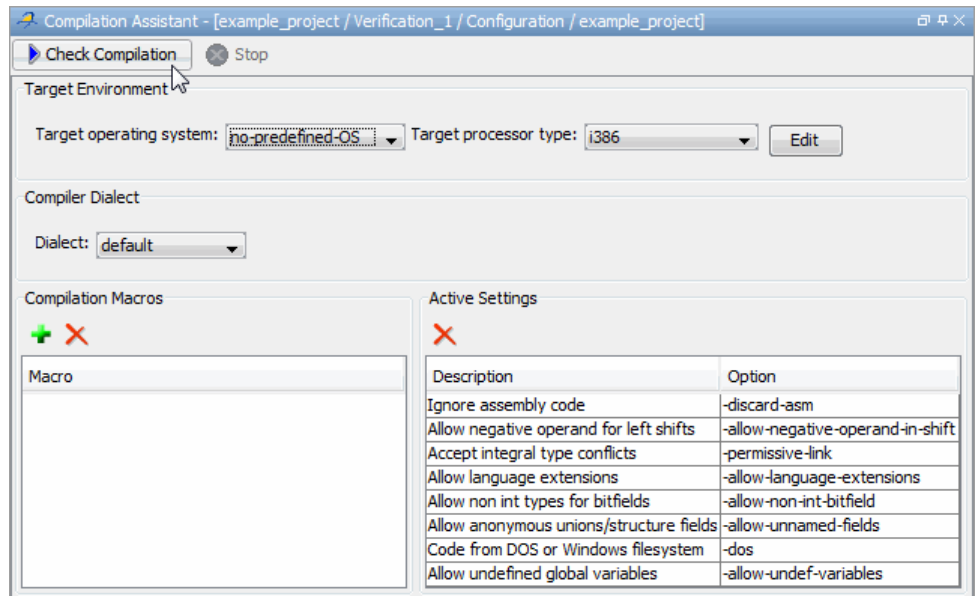 Compilation Assistant - [example_project / Verification_1 / Configuration / example_project]
Check Compilation Stop
Target Environment
Target operating system: no-predefined-OS Target processor type: i386 Edit
Compiler Dialect
Dialect: default
Compilation Macros
Macro
Active Settings
Description Option
Ignore assembly code -discard-asm
Allow negative operand for left shifts -allow-negative-operand-in-shift
Accept integral type conflicts -permissive-link
Allow language extensions -allow-language-extensions
Allow non int types for bitfields -allow-non-int-bitfield
Allow anonymous unions/structure fields -allow-unnamed-fields
Code from DOS or Windows filesystem -dos
Allow undefined global variables -allow-undef-variables